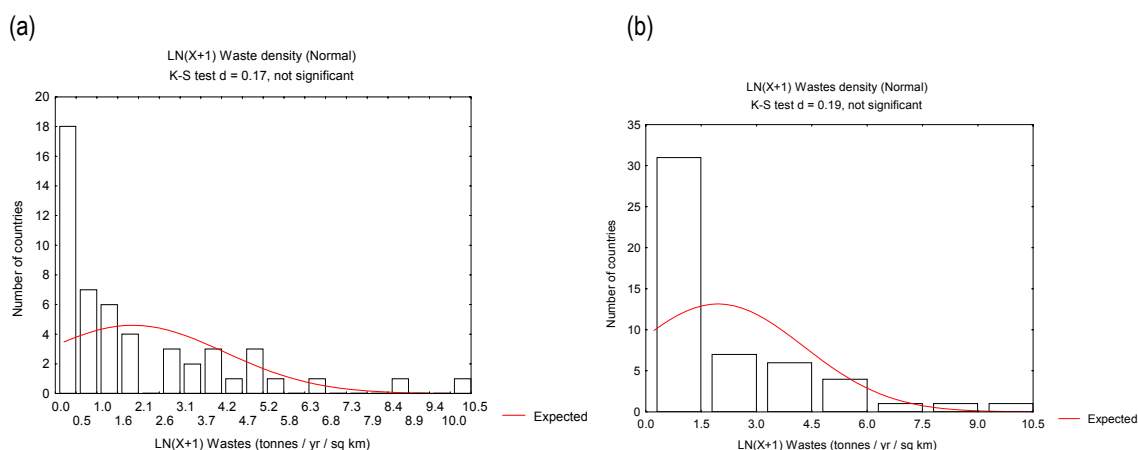 (a)
LN(X+1) Waste density (Normal)
K-S test d = 0.17, not significant
Number of countries
20
18
16
14
12
10
8
6
4
2
0
0.0 1.0 2.1 3.1 4.2 5.2 6.3 7.3 8.4 9.4 10.5
0.5 1.6 2.6 3.7 4.7 5.8 6.8 7.9 8.9 10.0
LN(X+1) Wastes (tonnes / yr / sq km)
Expected
(b)
LN(X+1) Wastes density (Normal)
K-S test d = 0.19, not significant
Number of countries
35
30
25
20
15
10
5
0
0.0 1.5 3.0 4.5 6.0 7.5 9.0 10.5
LN(X+1) Wastes (tonnes / yr / sq km)
Expected